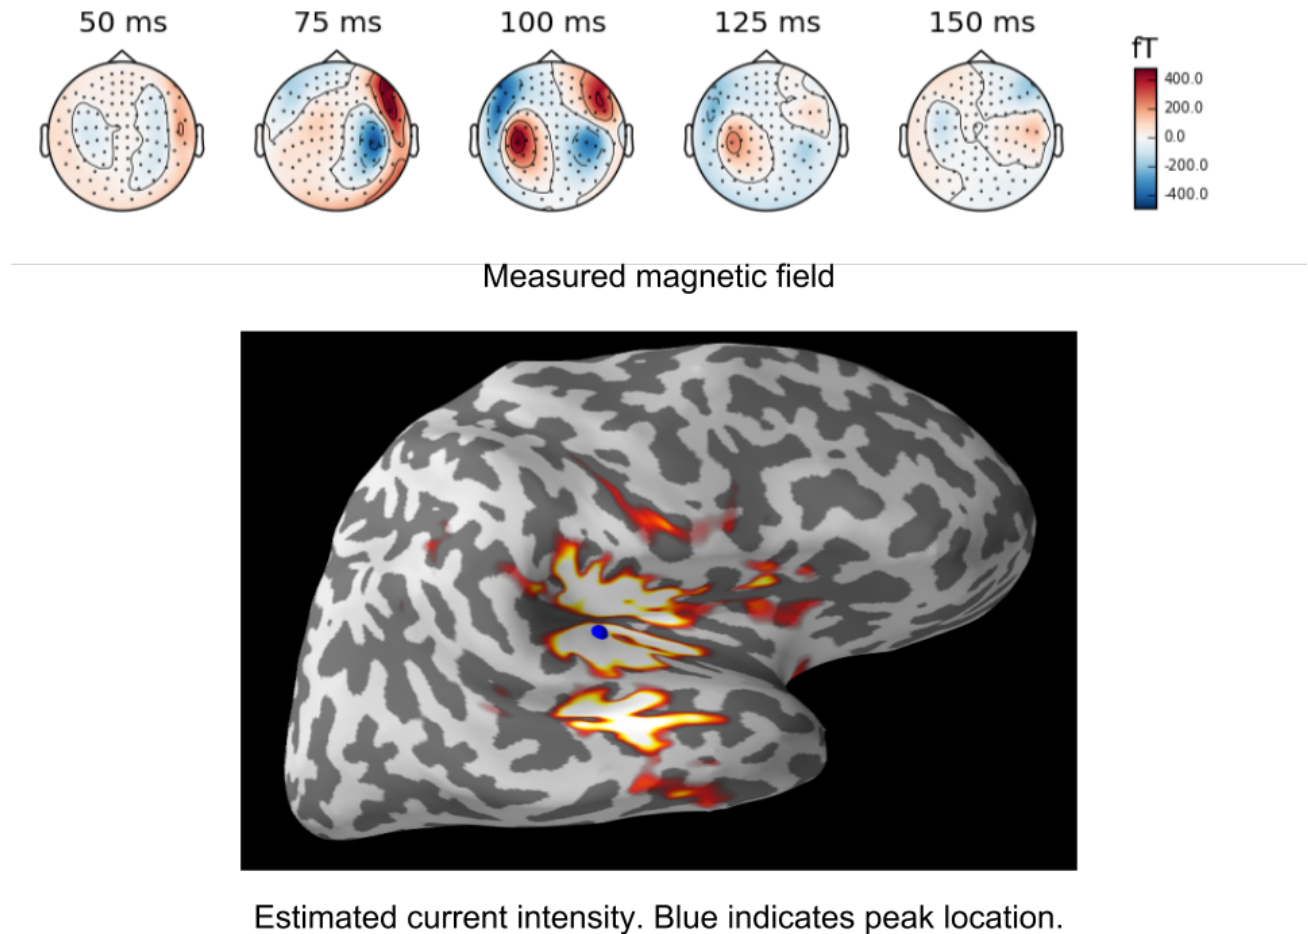 50 ms 75 ms 100 ms 125 ms 150 ms
fT
400.0
200.0
0.0
-200.0
-400.0
Measured magnetic field
Estimated current intensity. Blue indicates peak location.